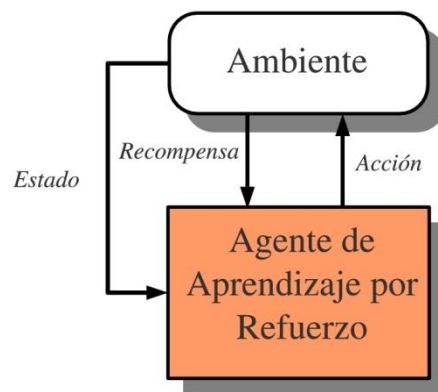 Ambiente
Recompensa
Estado
Acción
Agente de
Aprendizaje por
Refuerzo